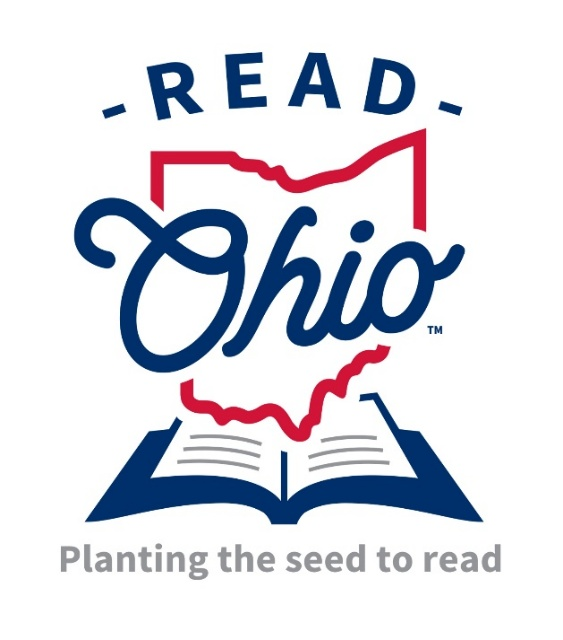 -READ-
Ohio
TM
Planting the seed to read